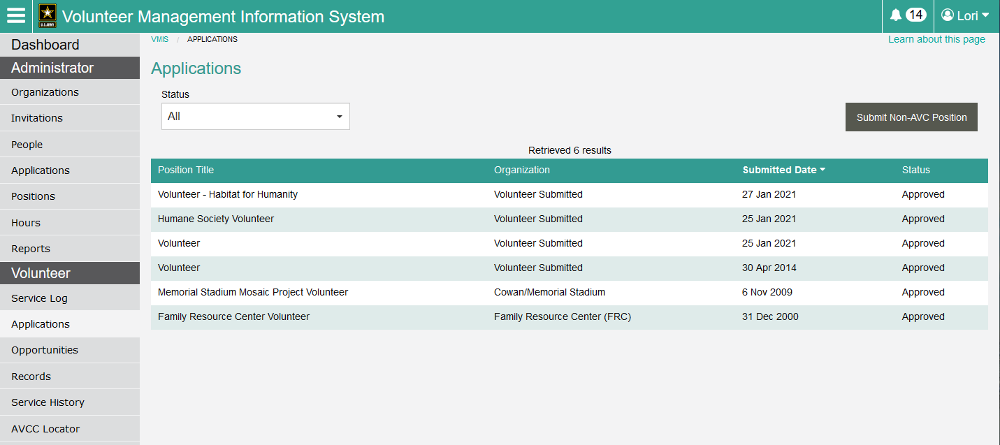 Volunteer Management Information System
14
Lori
Dashboard
Administrator
Organizations
Invitations
People
Applications
Positions
Hours
Reports
Volunteer
Service Log
Applications
Opportunities
Records
Service History
AVCC Locator
VMIS / APPLICATIONS
Learn about this page
Applications
Status
All
Submit Non-AVC Position
Retrieved 6 results
Position Title Organization Submitted Date Status
Volunteer - Habitat for Humanity Volunteer Submitted 27 Jan 2021 Approved
Humane Society Volunteer Volunteer Submitted 25 Jan 2021 Approved
Volunteer Volunteer Submitted 25 Jan 2021 Approved
Volunteer Volunteer Submitted 30 Apr 2014 Approved
Memorial Stadium Mosaic Project Volunteer Cowan/Memorial Stadium 6 Nov 2009 Approved
Family Resource Center Volunteer Family Resource Center (FRC) 31 Dec 2000 Approved
U.S. ARMY